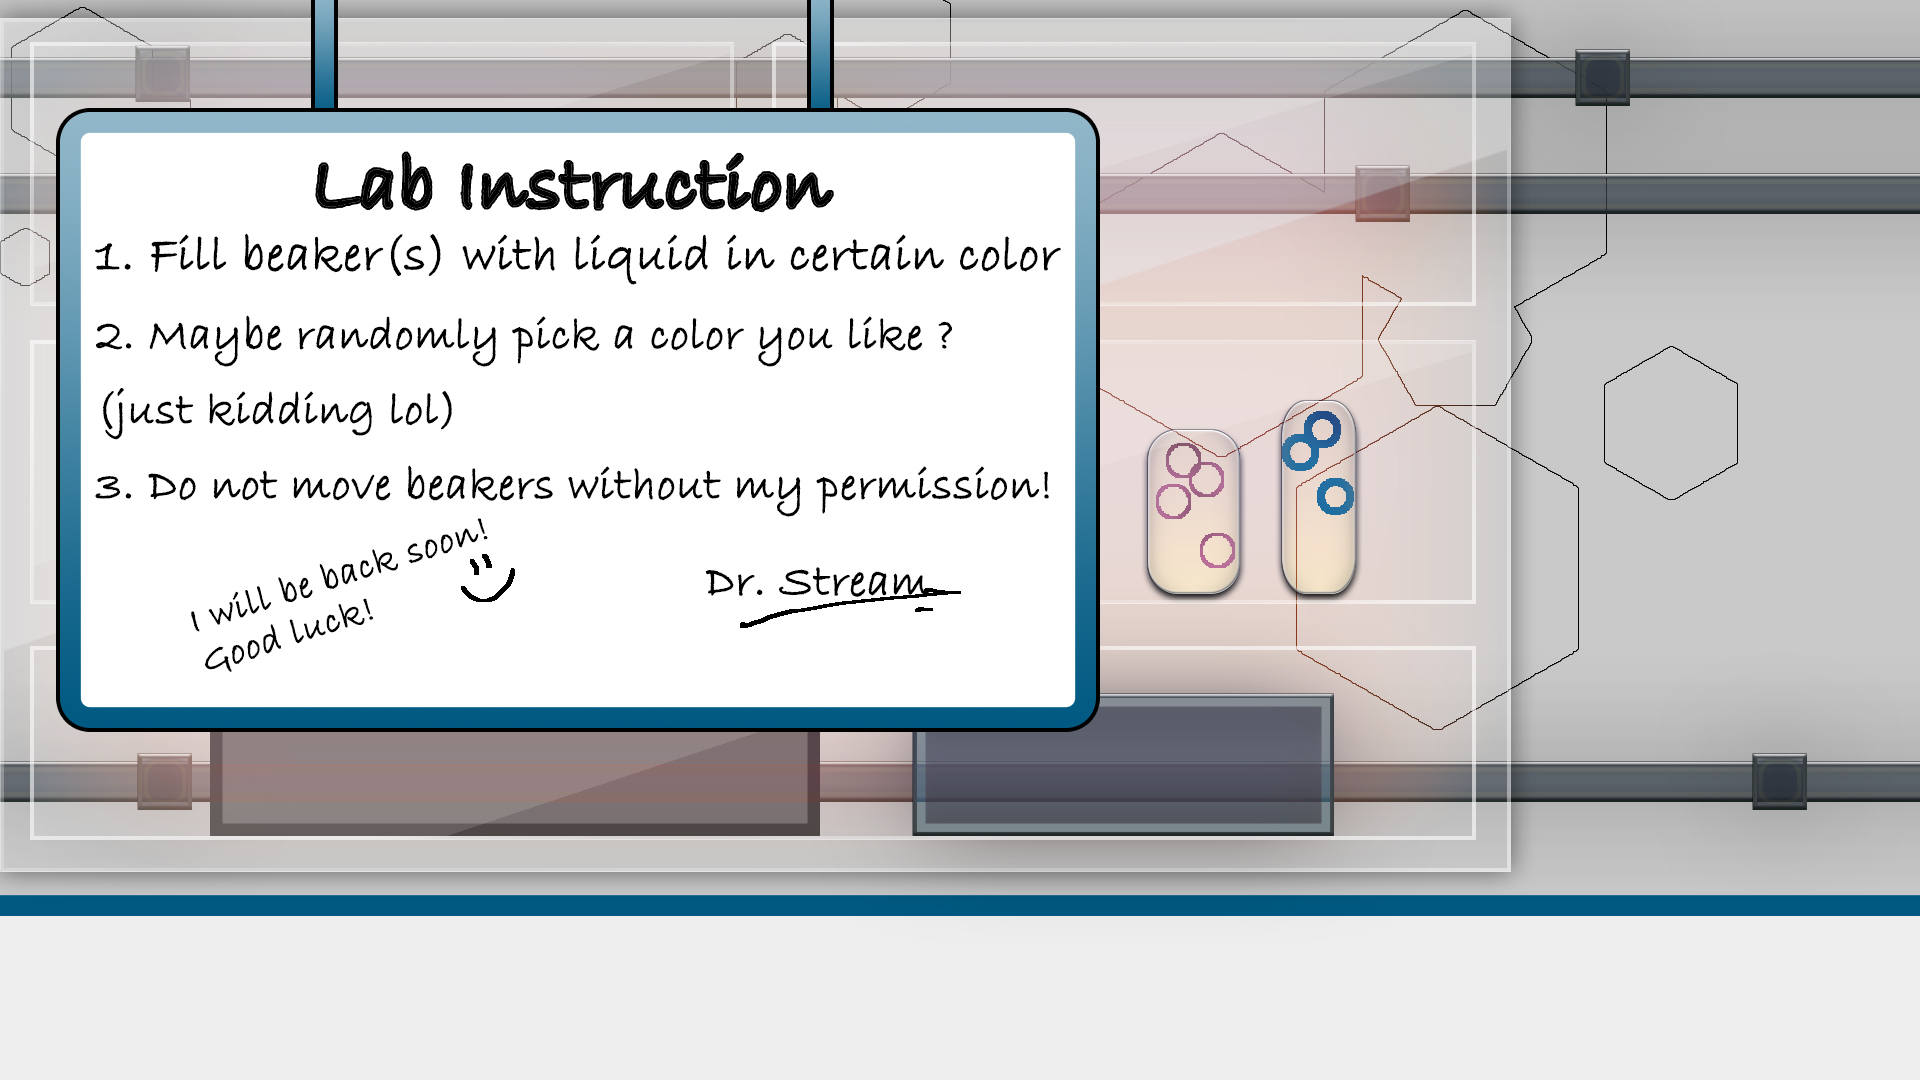 Lab Instruction
1. Fill beaker(s) with liquid in certain color
2. Maybe randomly pick a color you like ?
(just kidding lol)
3. Do not move beakers without my permission!
I will be back soon!
Good luck!
Dr. Stream